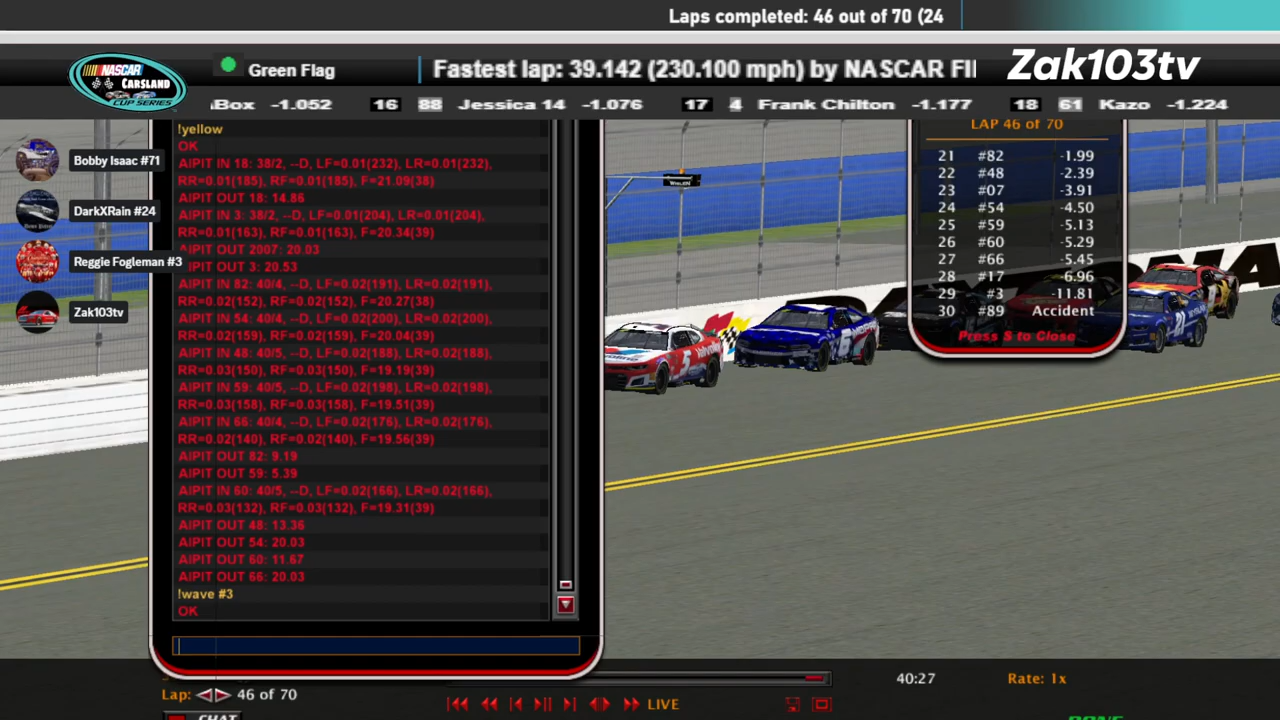 Laps completed: 46 out of 70 (24
NASCAR
CARSLAND
CUP SERIES
Green Flag
Fastest lap: 39.142 (230.100 mph) by NASCAR
Zak103tv
iBox -1.052 16 88 Jessica 14 -1.076 17 4 Frank Chilton -1.177 18 61 Kazo -1.224
Bobby Isaac #71
DarkXRain #24
Reggie Fogleman #3
Zak103tv
!yellow
OK
AIPIT IN 18: 38/2, --D, LF=0.01(232), LR=0.01(232),
RR=0.01(185), RF=0.01(185), F=21.09(38)
AIPIT OUT 18: 14.86
AIPIT IN 3: 38/2, --D, LF=0.01(204), LR=0.01(204),
RR=0.01(163), RF=0.01(163), F=20.34(39)
AIPIT OUT 2007: 20.03
AIPIT OUT 3: 20.53
AIPIT IN 82: 40/4, --D, LF=0.02(191), LR=0.02(191),
RR=0.02(152), RF=0.02(152), F=20.27(38)
AIPIT IN 54: 40/4, --D, LF=0.02(200), LR=0.02(200),
RR=0.02(159), RF=0.02(159), F=20.04(39)
AIPIT IN 48: 40/5, --D, LF=0.02(188), LR=0.02(188),
RR=0.03(150), RF=0.03(150), F=19.19(39)
AIPIT IN 59: 40/5, --D, LF=0.02(198), LR=0.02(198),
RR=0.03(158), RF=0.03(158), F=19.51(39)
AIPIT IN 66: 40/4, --D, LF=0.02(176), LR=0.02(176),
RR=0.02(140), RF=0.02(140), F=19.56(39)
AIPIT OUT 82: 9.19
AIPIT OUT 59: 5.39
AIPIT IN 60: 40/5, --D, LF=0.02(166), LR=0.02(166),
RR=0.03(132), RF=0.03(132), F=19.31(39)
AIPIT OUT 48: 13.36
AIPIT OUT 54: 20.03
AIPIT OUT 60: 11.67
AIPIT OUT 66: 20.03
!wave #3
OK
LAP 46 of 70
21 #82 -1.99
22 #48 -2.39
23 #07 -3.91
24 #54 -4.50
25 #59 -5.13
26 #60 -5.29
27 #66 -5.45
28 #17 -6.96
29 #3 -11.81
30 #89 Accident
Press S to Close
Valvoline
5
6
Lap: 46 of 70
LIVE
40:27
Rate: 1x
CHAT